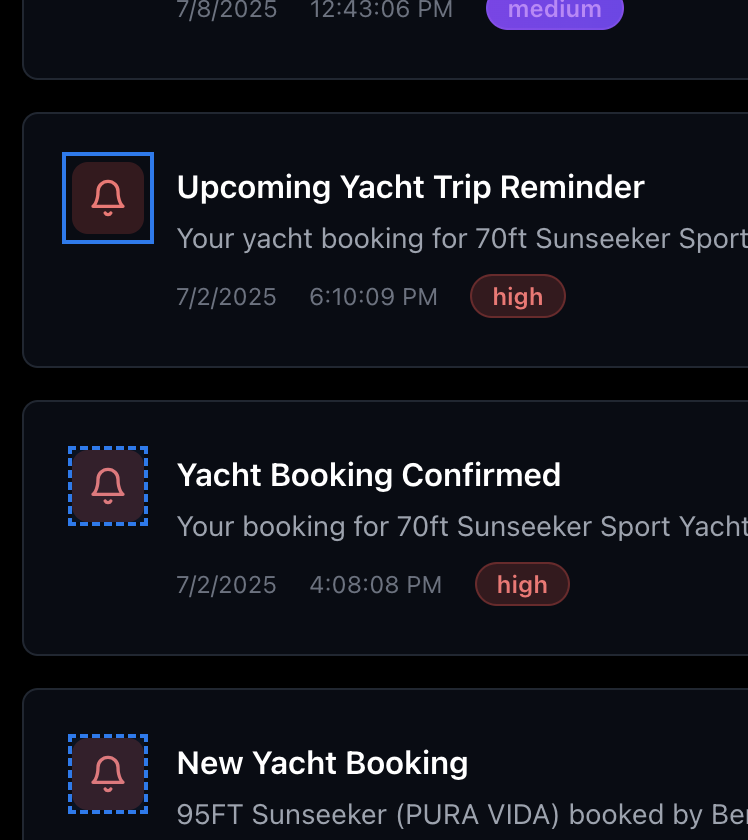 7/8/2025 12:43:06 PM medium
Upcoming Yacht Trip Reminder
Your yacht booking for 70ft Sunseeker Sport
7/2/2025 6:10:09 PM high
Yacht Booking Confirmed
Your booking for 70ft Sunseeker Sport Yacht
7/2/2025 4:08:08 PM high
New Yacht Booking
95FT Sunseeker (PURA VIDA) booked by